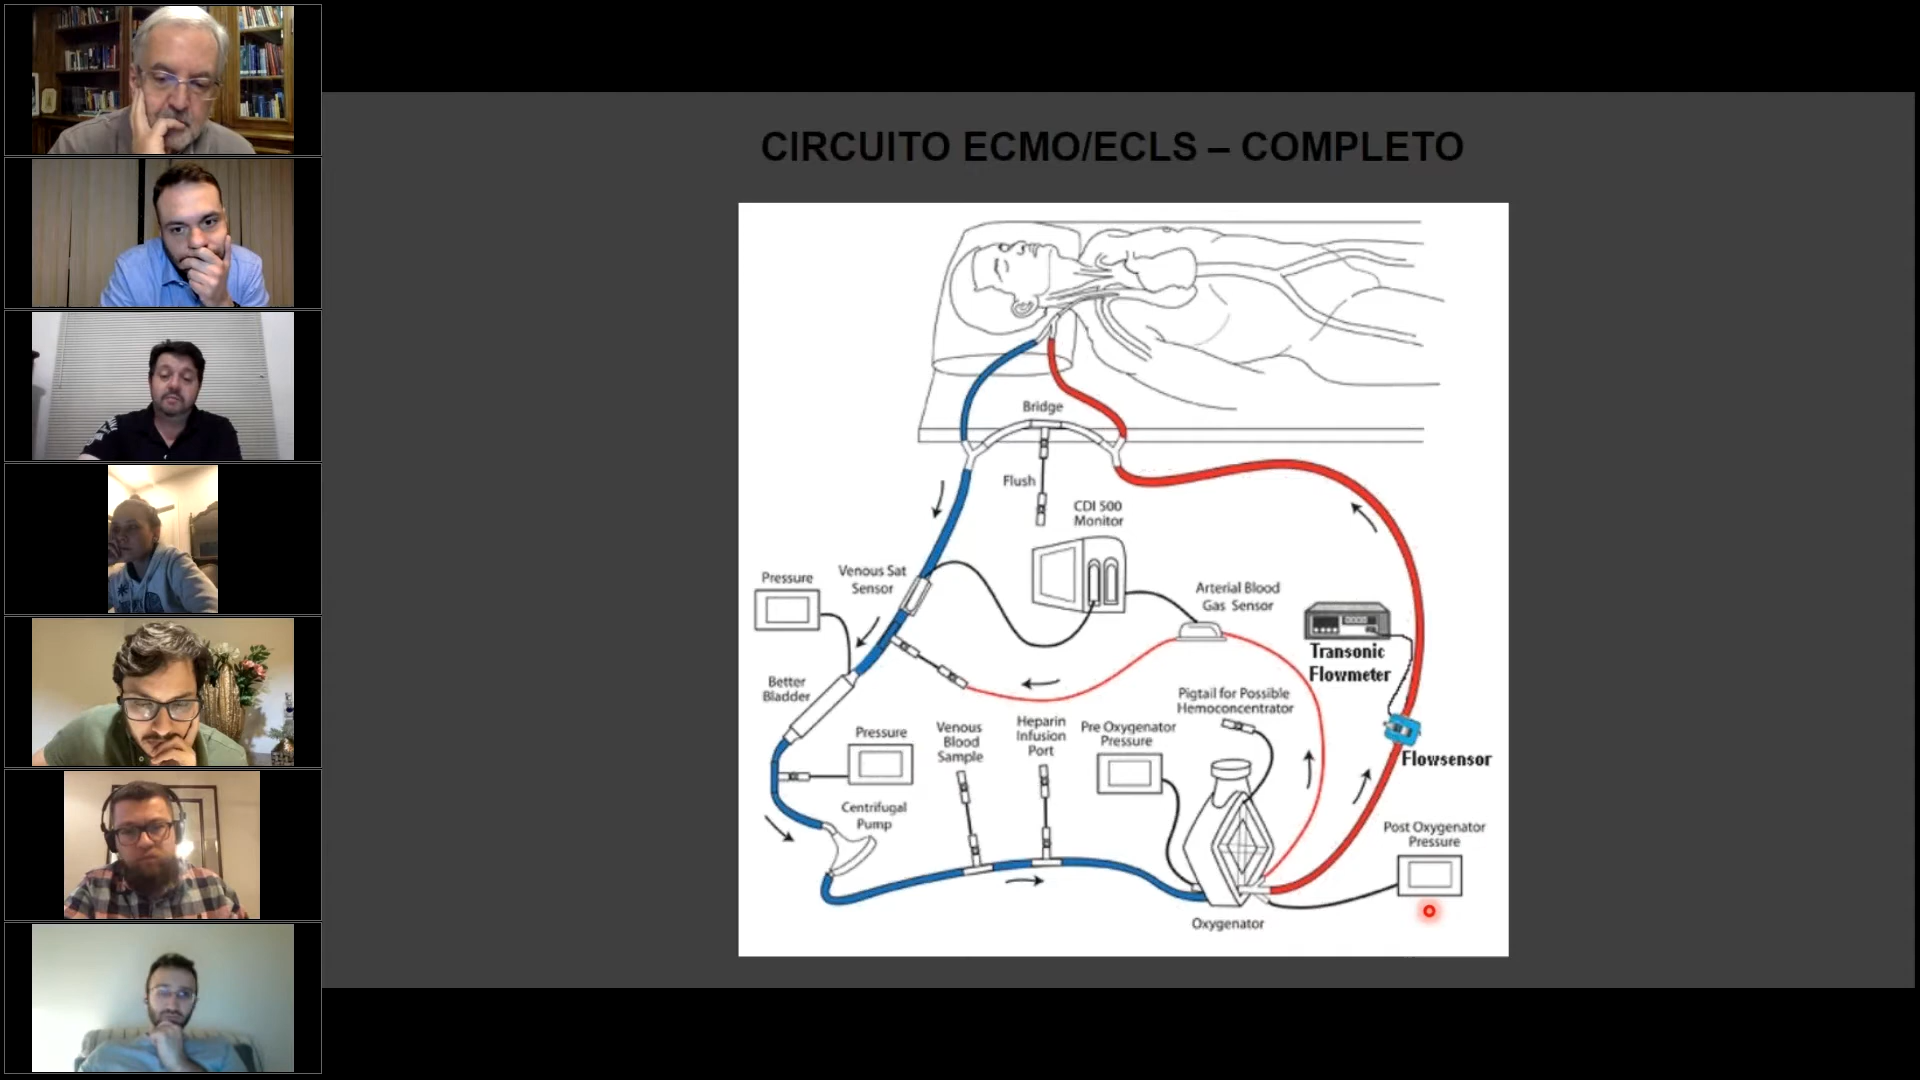 CIRCUITO ECMO/ECLS – COMPLETO
Bridge
Flush
CDI 500
Monitor
Pressure
Venous Sat
Sensor
Arterial Blood
Gas Sensor
Transonic
Flowmeter
Better
Bladder
Pigtail for Possible
Hemoconcentrator
Pressure
Venous
Blood
Sample
Heparin
Infusion
Port
Pre Oxygenator
Pressure
Flowsensor
Centrifugal
Pump
Post Oxygenator
Pressure
Oxygenator